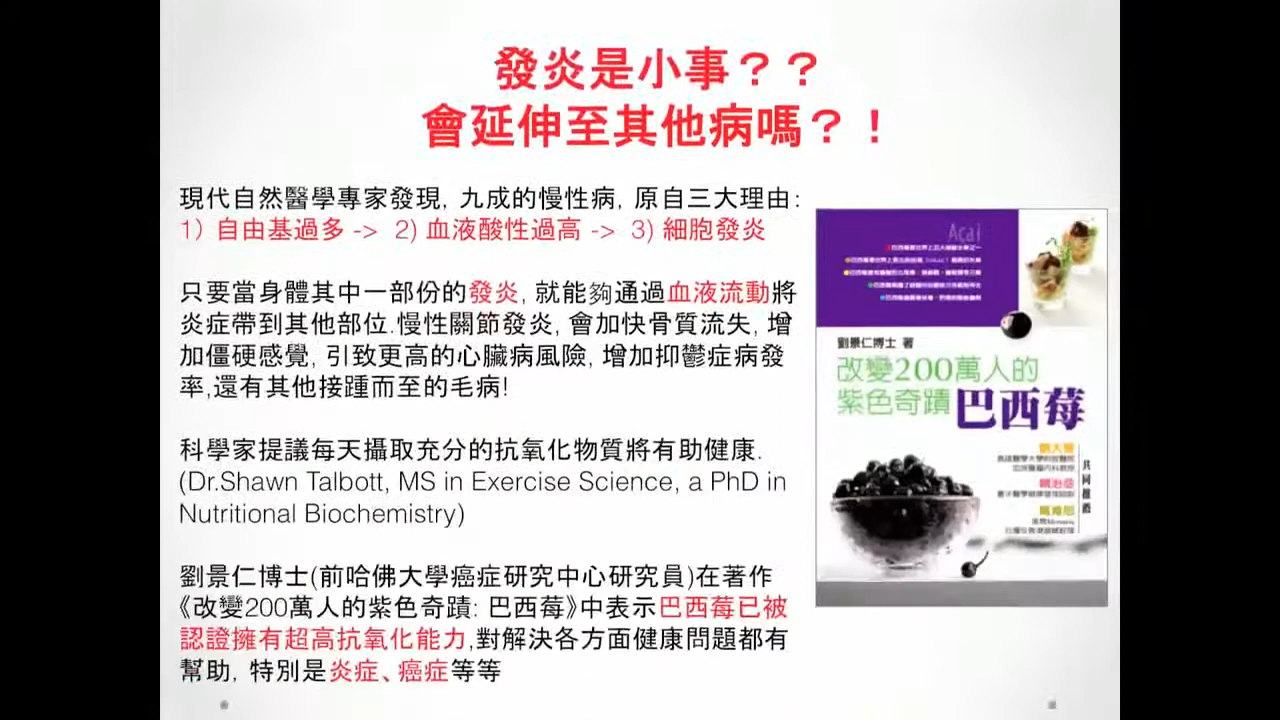 發炎是小事？？
會延伸至其他病嗎？！
現代自然醫學專家發現, 九成的慢性病, 原自三大理由:
1) 自由基過多 -> 2) 血液酸性過高 -> 3) 細胞發炎
只要當身體其中一部份的發炎, 就能夠通過血液流動將
炎症帶到其他部位.慢性關節發炎, 會加快骨質流失, 增
加僵硬感覺, 引致更高的心臟病風險, 增加抑鬱症病發
率,還有其他接踵而至的毛病!
科學家提議每天攝取充分的抗氧化物質將有助健康.
(Dr.Shawn Talbott, MS in Exercise Science, a PhD in
Nutritional Biochemistry)
劉景仁博士(前哈佛大學癌症研究中心研究員)在著作
《改變200萬人的紫色奇蹟: 巴西莓》中表示巴西莓已被
認證擁有超高抗氧化能力,對解決各方面健康問題都有
幫助, 特別是炎症、癌症等等
Açaí
劉景仁博士 著
改變200萬人的
紫色奇蹟 巴西莓
共同推薦